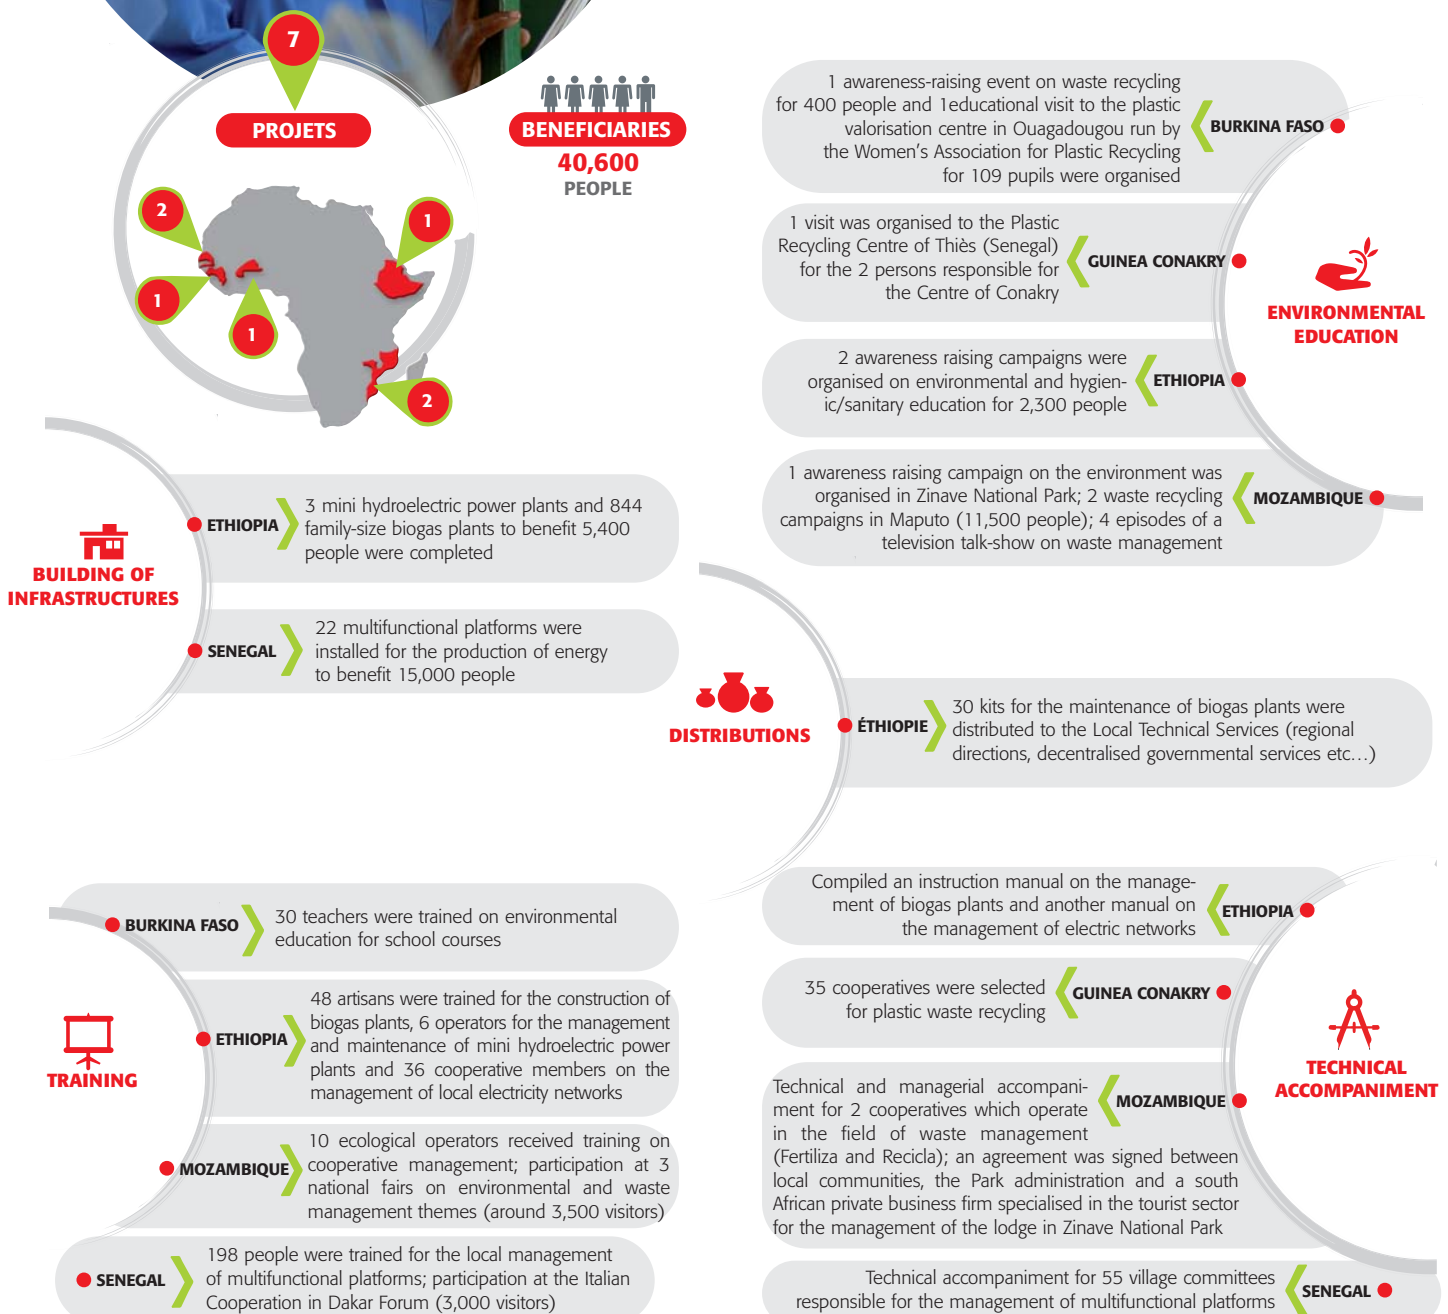 7
PROJETS
2
1
1
1
2
BENEFICIARIES
40,600
PEOPLE
1 awareness-raising event on waste recycling
for 400 people and 1educational visit to the plastic
valorisation centre in Ouagadougou run by
the Women's Association for Plastic Recycling
for 109 pupils were organised
BURKINA FASO
1 visit was organised to the Plastic
Recycling Centre of Thiès (Senegal)
for the 2 persons responsible for
the Centre of Conakry
GUINEA CONAKRY
2 awareness raising campaigns were
organised on environmental and hygien-
ic/sanitary education for 2,300 people
ETHIOPIA
1 awareness raising campaign on the environment was
organised in Zinave National Park; 2 waste recycling
campaigns in Maputo (11,500 people); 4 episodes of a
television talk-show on waste management
MOZAMBIQUE
ENVIRONMENTAL
EDUCATION
BUILDING OF
INFRASTRUCTURES
ETHIOPIA
3 mini hydroelectric power plants and 844
family-size biogas plants to benefit 5,400
people were completed
SENEGAL
22 multifunctional platforms were
installed for the production of energy
to benefit 15,000 people
DISTRIBUTIONS
ÉTHIOPIE
30 kits for the maintenance of biogas plants were
distributed to the Local Technical Services (regional
directions, decentralised governmental services etc…)
TRAINING
BURKINA FASO
30 teachers were trained on environmental
education for school courses
ETHIOPIA
48 artisans were trained for the construction of
biogas plants, 6 operators for the management
and maintenance of mini hydroelectric power
plants and 36 cooperative members on the
management of local electricity networks
MOZAMBIQUE
10 ecological operators received training on
cooperative management; participation at 3
national fairs on environmental and waste
management themes (around 3,500 visitors)
SENEGAL
198 people were trained for the local management
of multifunctional platforms; participation at the Italian
Cooperation in Dakar Forum (3,000 visitors)
Compiled an instruction manual on the manage-
ment of biogas plants and another manual on
the management of electric networks
ETHIOPIA
35 cooperatives were selected
for plastic waste recycling
GUINEA CONAKRY
Technical and managerial accompani-
ment for 2 cooperatives which operate
in the field of waste management
(Fertiliza and Recicla); an agreement was signed between
local communities, the Park administration and a south
African private business firm specialised in the tourist sector
for the management of the lodge in Zinave National Park
MOZAMBIQUE
Technical accompaniment for 55 village committees
responsible for the management of multifunctional platforms
SENEGAL
TECHNICAL
ACCOMPANIMENT